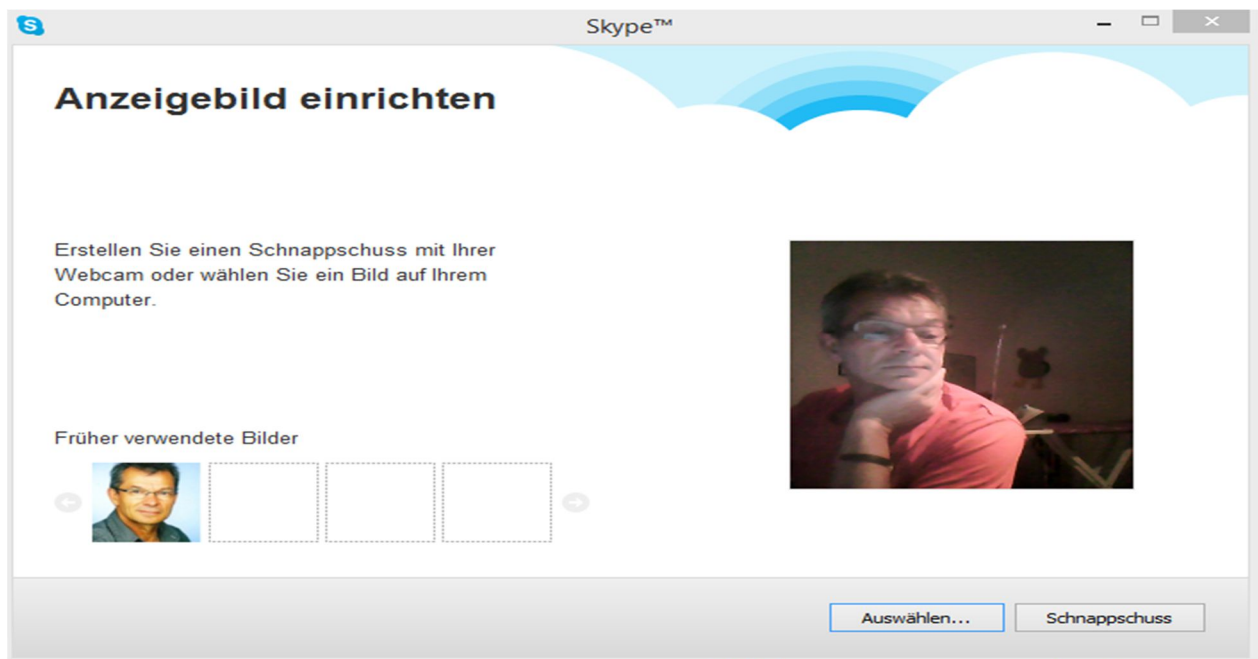 Skype™
Anzeigebild einrichten
Erstellen Sie einen Schnappschuss mit Ihrer
Webcam oder wählen Sie ein Bild auf Ihrem
Computer.
Früher verwendete Bilder
Auswählen...
Schnappschuss